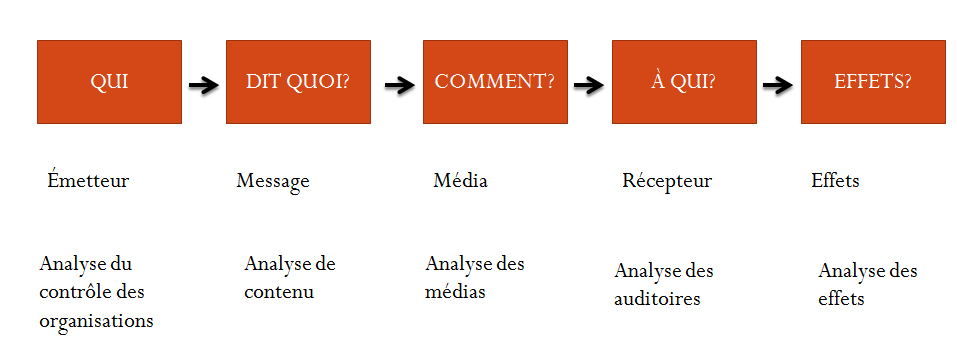 QUI
DIT QUOI?
COMMENT?
À QUI?
EFFETS?
Émetteur
Message
Média
Récepteur
Effets
Analyse du
contrôle des
organisations
Analyse de
contenu
Analyse des
médias
Analyse des
auditoires
Analyse des
effets